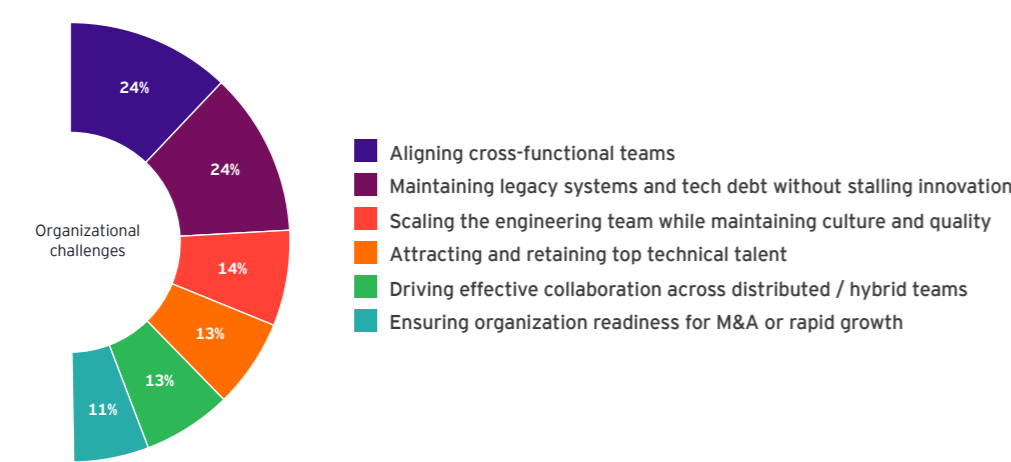 24%
24%
14%
13%
13%
11%
Organizational
challenges
Aligning cross-functional teams
Maintaining legacy systems and tech debt without stalling innovation
Scaling the engineering team while maintaining culture and quality
Attracting and retaining top technical talent
Driving effective collaboration across distributed / hybrid teams
Ensuring organization readiness for M&A or rapid growth